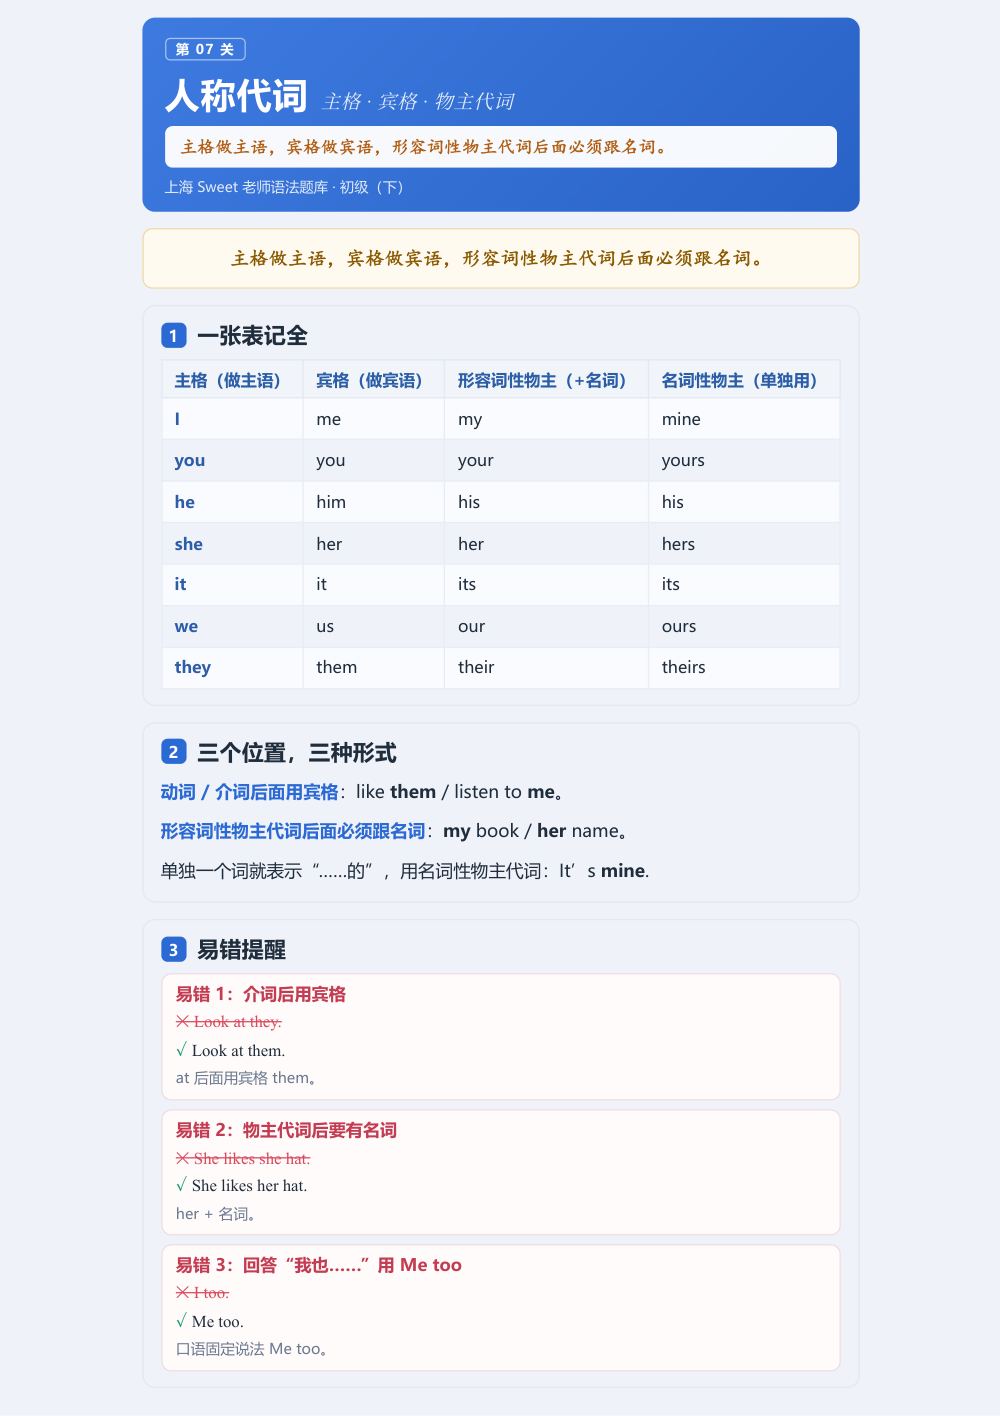 第 07 关
人称代词 主格 · 宾格 · 物主代词
主格做主语，宾格做宾语，形容词性物主代词后面必须跟名词。
上海 Sweet 老师语法题库 · 初级（下）
主格做主语，宾格做宾语，形容词性物主代词后面必须跟名词。
1 一张表记全
主格（做主语） 宾格（做宾语） 形容词性物主（+名词） 名词性物主（单独用）
I me my mine
you you your yours
he him his his
she her her hers
it it its its
we us our ours
they them their theirs
2 三个位置，三种形式
动词 / 介词后面用宾格：like them / listen to me。
形容词性物主代词后面必须跟名词：my book / her name。
单独一个词就表示“……的”，用名词性物主代词：It’s mine.
3 易错提醒
易错 1：介词后用宾格
✕ Look at they.
√ Look at them.
at 后面用宾格 them。
易错 2：物主代词后要有名词
✕ She likes she hat.
√ She likes her hat.
her + 名词。
易错 3：回答“我也……”用 Me too
✕ I too.
√ Me too.
口语固定说法 Me too。